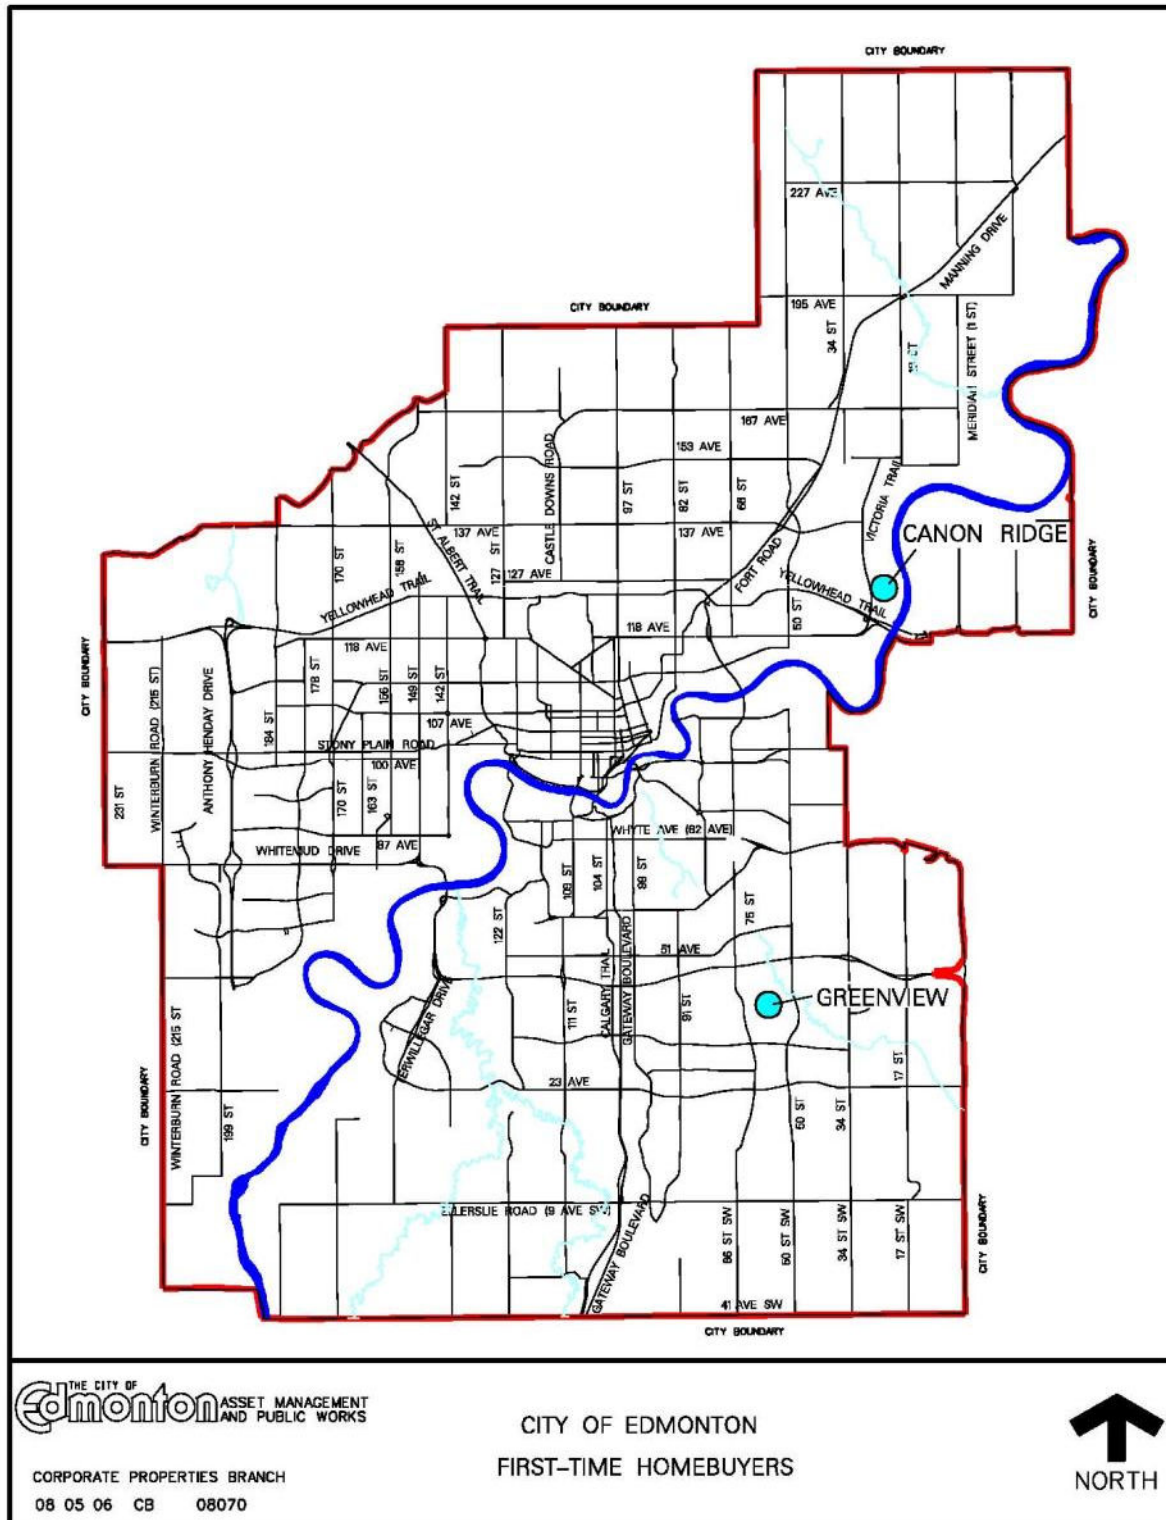 CITY BOUNDARY
227 AVE
MANNING DRIVE
195 AVE
CITY BOUNDARY
34 ST
MERIDIAN STREET (1 ST)
167 AVE
153 AVE
CASTLE DOWNS ROAD
142 ST
97 ST
82 ST
66 ST
VICTORIA TRAIL
137 AVE
137 AVE
ST ALBERT TRAIL
CANON RIDGE
170 ST
156 ST
127 ST
127 AVE
FORT ROAD
YELLOWHEAD TRAIL
YELLOWHEAD TRAIL
50 ST
CITY BOUNDARY
118 AVE
118 AVE
CITY BOUNDARY
WINTERBURN ROAD (215 ST)
ANTHONY HENDAY DRIVE
178 ST
156 ST
149 ST
142 ST
184 ST
107 AVE
STONY PLAIN ROAD
100 AVE
231 ST
170 ST
163 ST
WHYTE AVE (82 AVE)
87 AVE
WHITEMUD DRIVE
109 ST
104 ST
99 ST
122 ST
75 ST
51 AVE
CALGARY TRAIL
GATEWAY BOULEVARD
GREENVIEW
111 ST
91 ST
TERWILLEGAR DRIVE
WINTERBURN ROAD (215 ST
17 ST
23 AVE
CITY BOUNDARY
199 ST
50 ST
34 ST
ELLERSLIE ROAD (9 AVE SW)
GATEWAY BOULEVARD
66 ST SW
50 ST SW
34 ST SW
17 ST SW
CITY BOUNDARY
41 AVE SW
CITY BOUNDARY
THE CITY OF
Edmonton
ASSET MANAGEMENT
AND PUBLIC WORKS
CORPORATE PROPERTIES BRANCH
08 05 06 CB 08070
CITY OF EDMONTON
FIRST-TIME HOMEBUYERS
NORTH